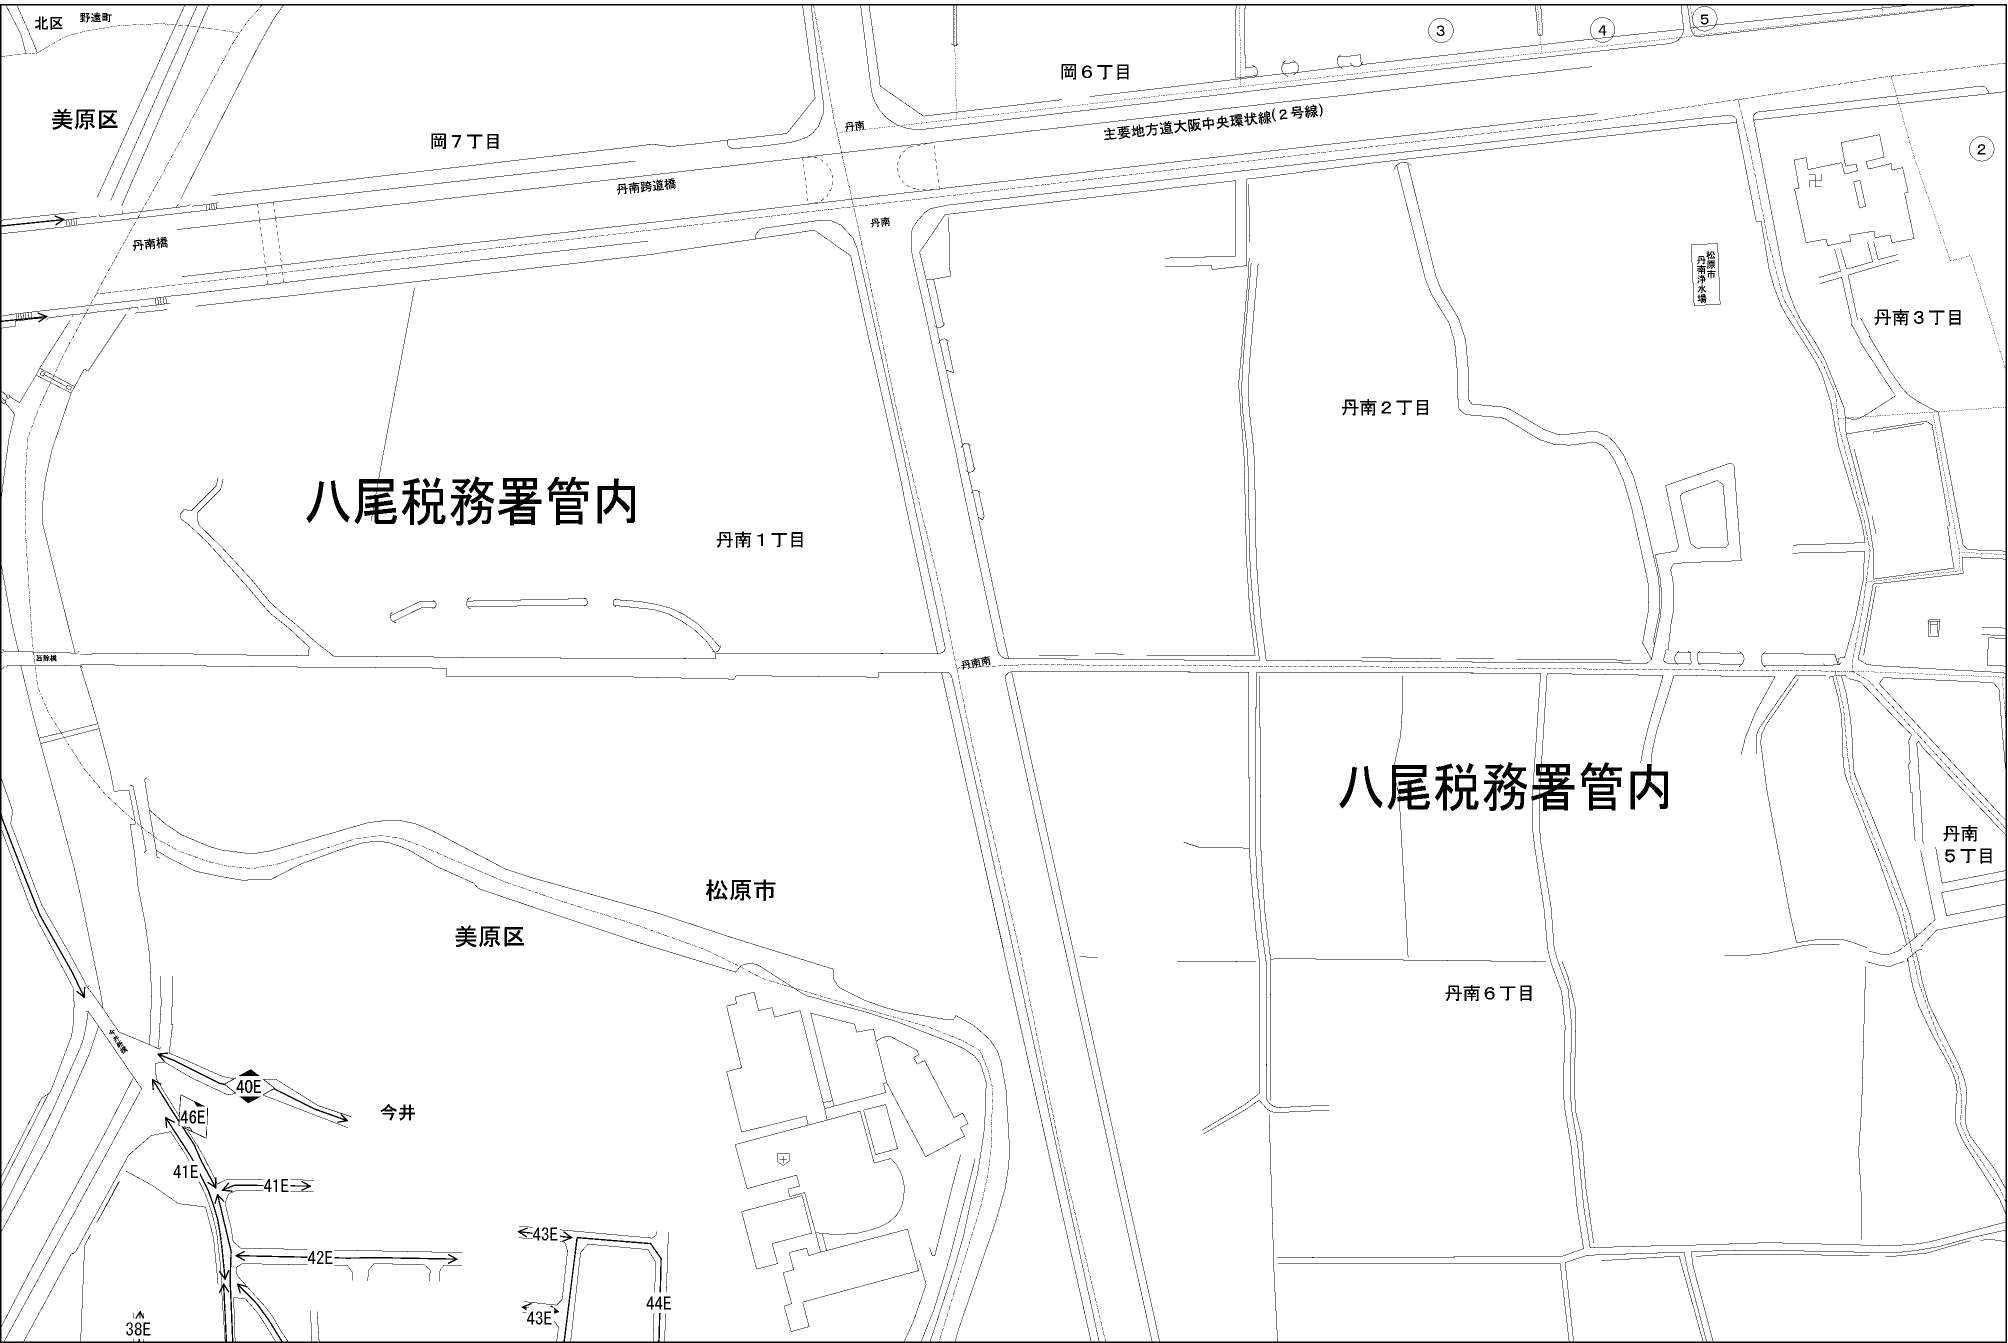 北区
野遠町
③
④
⑤
岡6丁目
美原区
岡7丁目
丹南
主要地方道大阪中央環状線(2号線)
②
丹南跨道橋
丹南
丹南橋
松原市
丹南浄水場
丹南3丁目
丹南2丁目
八尾税務署管内
丹南1丁目
丹南南
八尾税務署管内
丹南
5丁目
松原市
美原区
丹南6丁目
40E
今井
46E
41E
41E
43E
42E
44E
43E
38E